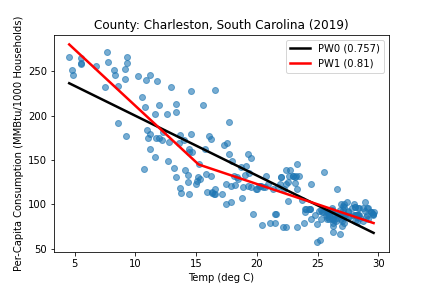 County: Charleston, South Carolina (2019)
PW0 (0.757)
PW1 (0.81)
Per-Capita Consumption (MMBtu/1000 Households)
250
200
150
100
50
5 10 15 20 25 30
Temp (deg C)